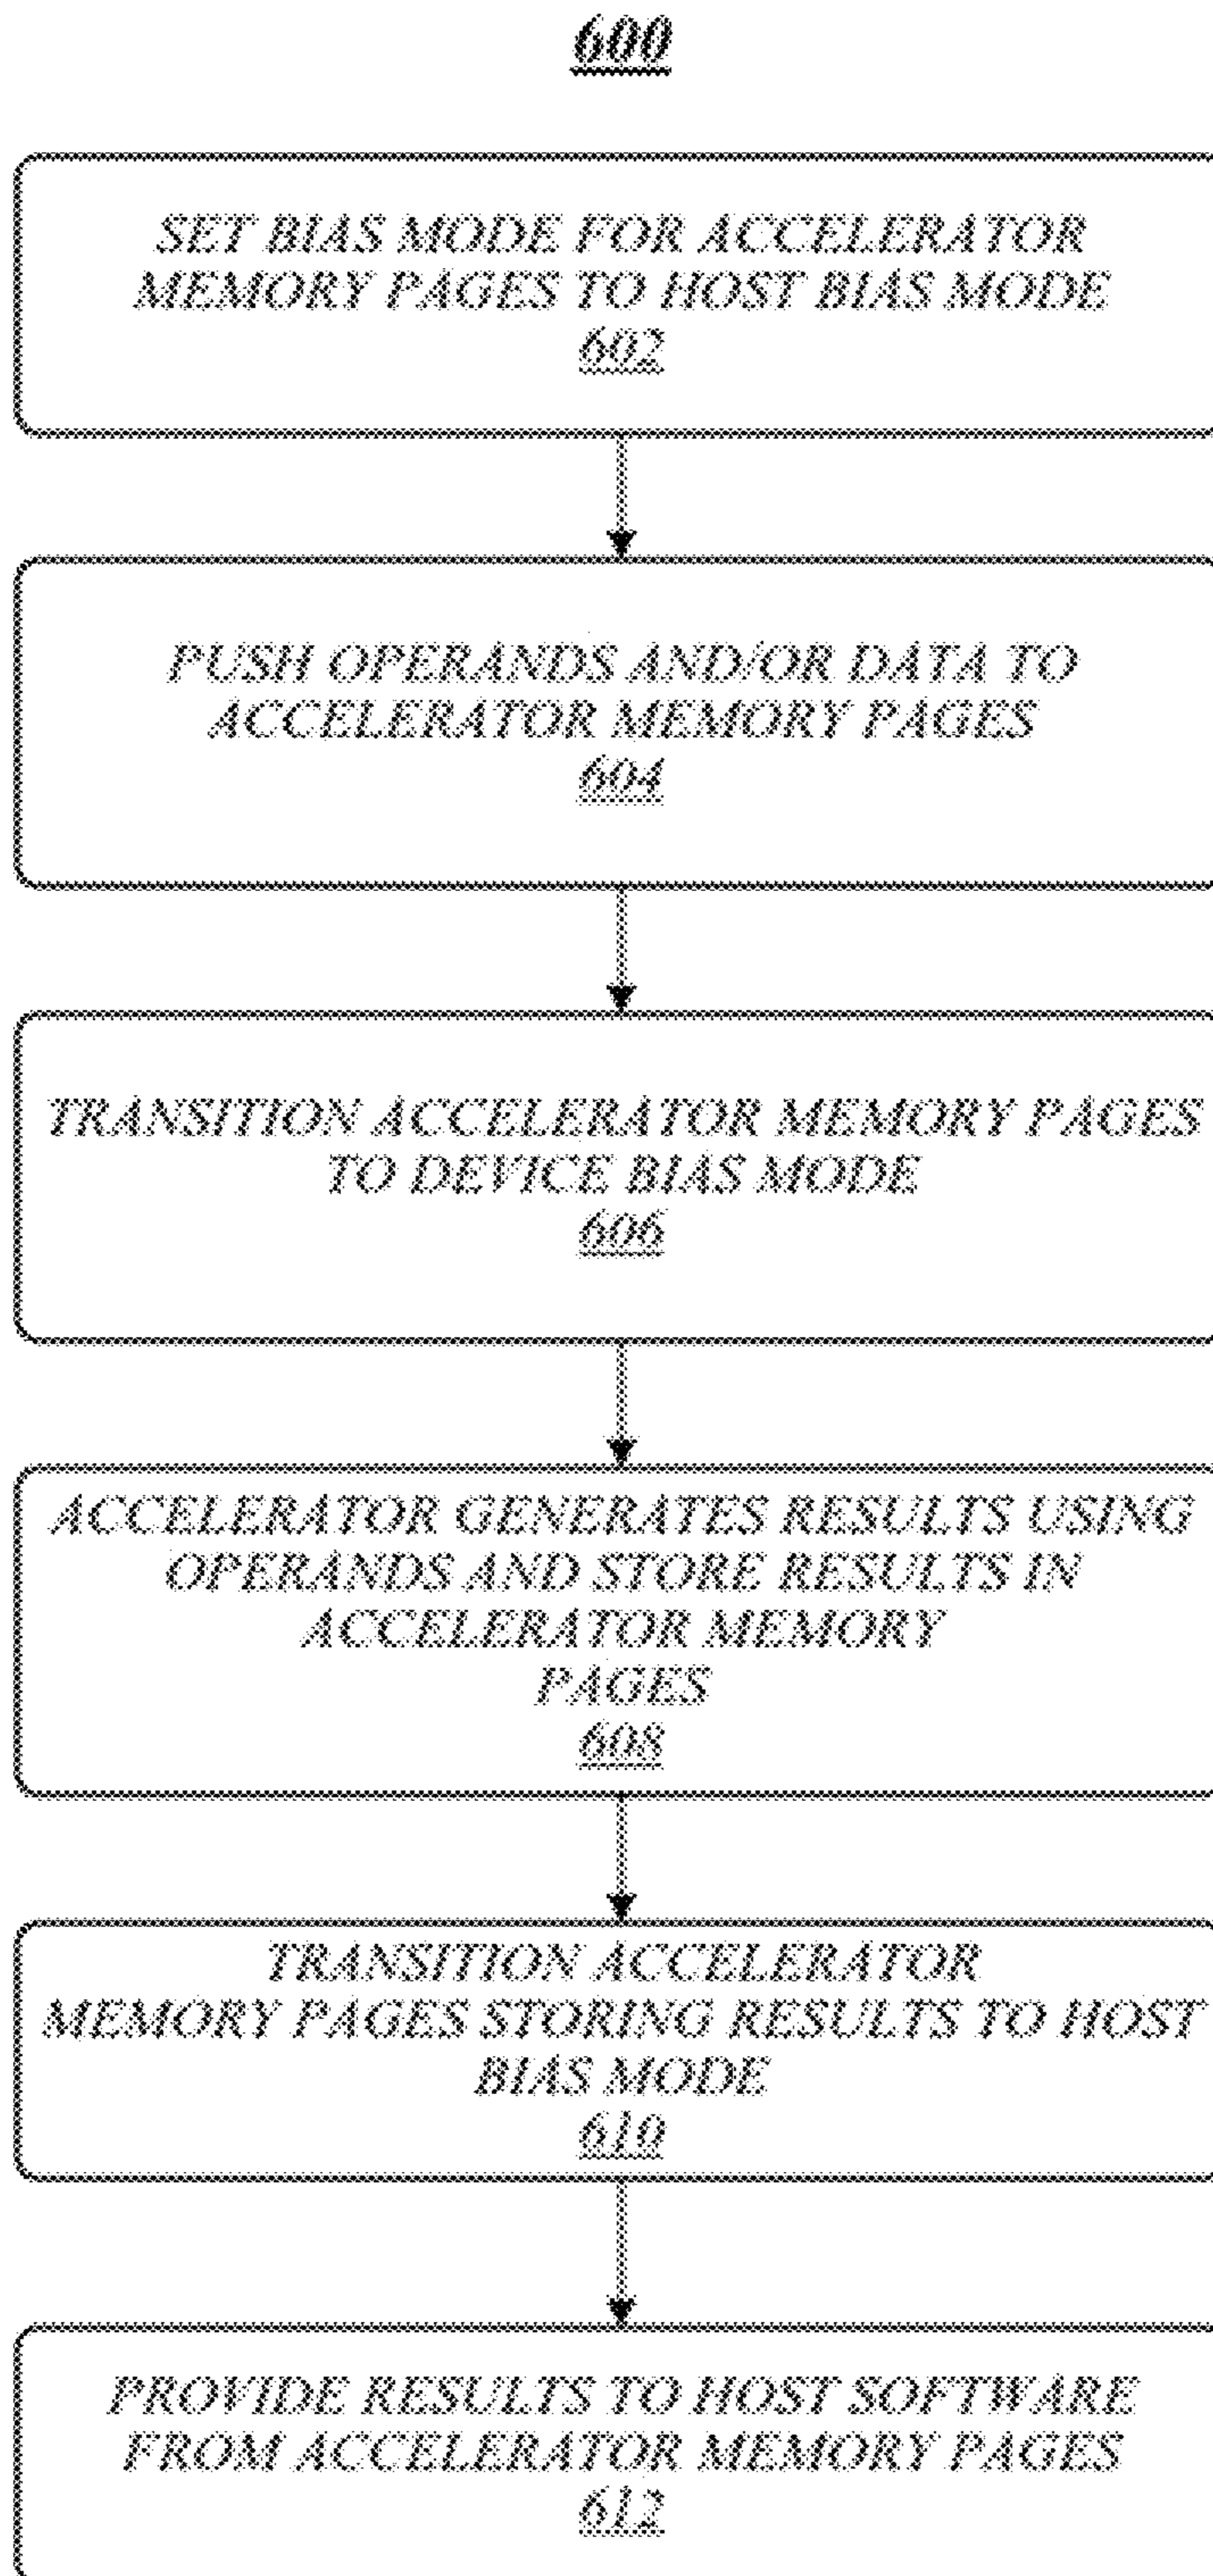 600
SET BIAS MODE FOR ACCELERATOR
MEMORY PAGES TO HOST BIAS MODE
602
PUSH OPERANDS AND/OR DATA TO
ACCELERATOR MEMORY PAGES
604
TRANSITION ACCELERATOR MEMORY PAGES
TO DEVICE BIAS MODE
606
ACCELERATOR GENERATES RESULTS USING
OPERANDS AND STORE RESULTS IN
ACCELERATOR MEMORY
PAGES
608
TRANSITION ACCELERATOR
MEMORY PAGES STORING RESULTS TO HOST
BIAS MODE
610
PROVIDE RESULTS TO HOST SOFTWARE
FROM ACCELERATOR MEMORY PAGES
612